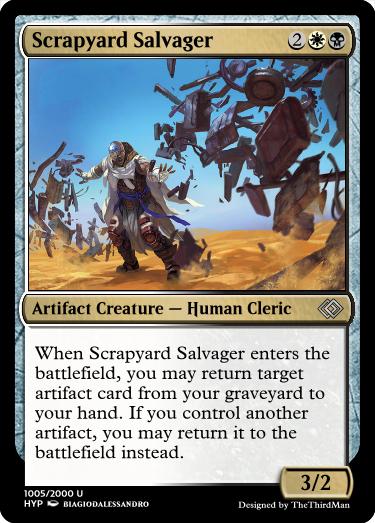 Scrapyard Salvager 2
Artifact Creature — Human Cleric
When Scrapyard Salvager enters the
battlefield, you may return target
artifact card from your graveyard to
your hand. If you control another
artifact, you may return it to the
battlefield instead.
3/2
1005/2000 U
HYP BIAGIODALESSANDRO
Designed by TheThirdMan